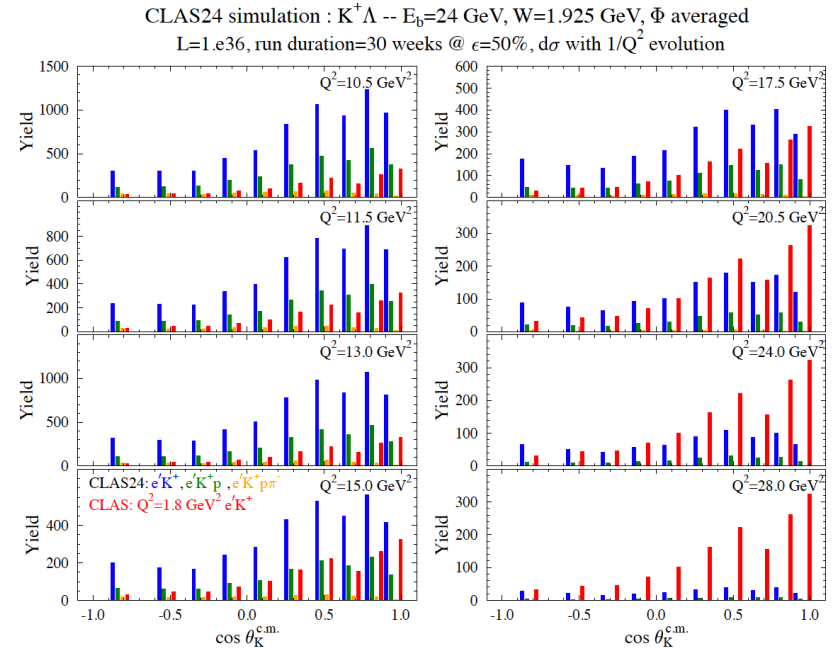 CLAS24 simulation : K⁺Λ -- E_b=24 GeV, W=1.925 GeV, Φ averaged
L=1.e36, run duration=30 weeks @ ϵ=50%, dσ with 1/Q² evolution
Yield
1500
1000
500
0
Q²=10.5 GeV²
Yield
800
600
400
200
0
Q²=11.5 GeV²
Yield
1000
500
0
Q²=13.0 GeV²
Yield
400
200
0
Q²=15.0 GeV²
CLAS24: e′K⁺, e′K⁺p , e′K⁺pπ⁻
CLAS: Q²=1.8 GeV² e′K⁺
-1.0 -0.5 0.0 0.5 1.0
cos θ_K^c.m.
Yield
600
500
400
300
200
100
0
Q²=17.5 GeV²
Yield
300
200
100
0
Q²=20.5 GeV²
Yield
300
200
100
0
Q²=24.0 GeV²
Yield
300
200
100
0
Q²=28.0 GeV²
-1.0 -0.5 0.0 0.5 1.0
cos θ_K^c.m.